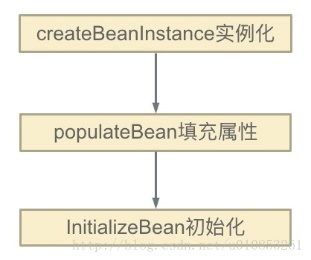 createBeanInstance实例化
populateBean填充属性
InitializeBean初始化